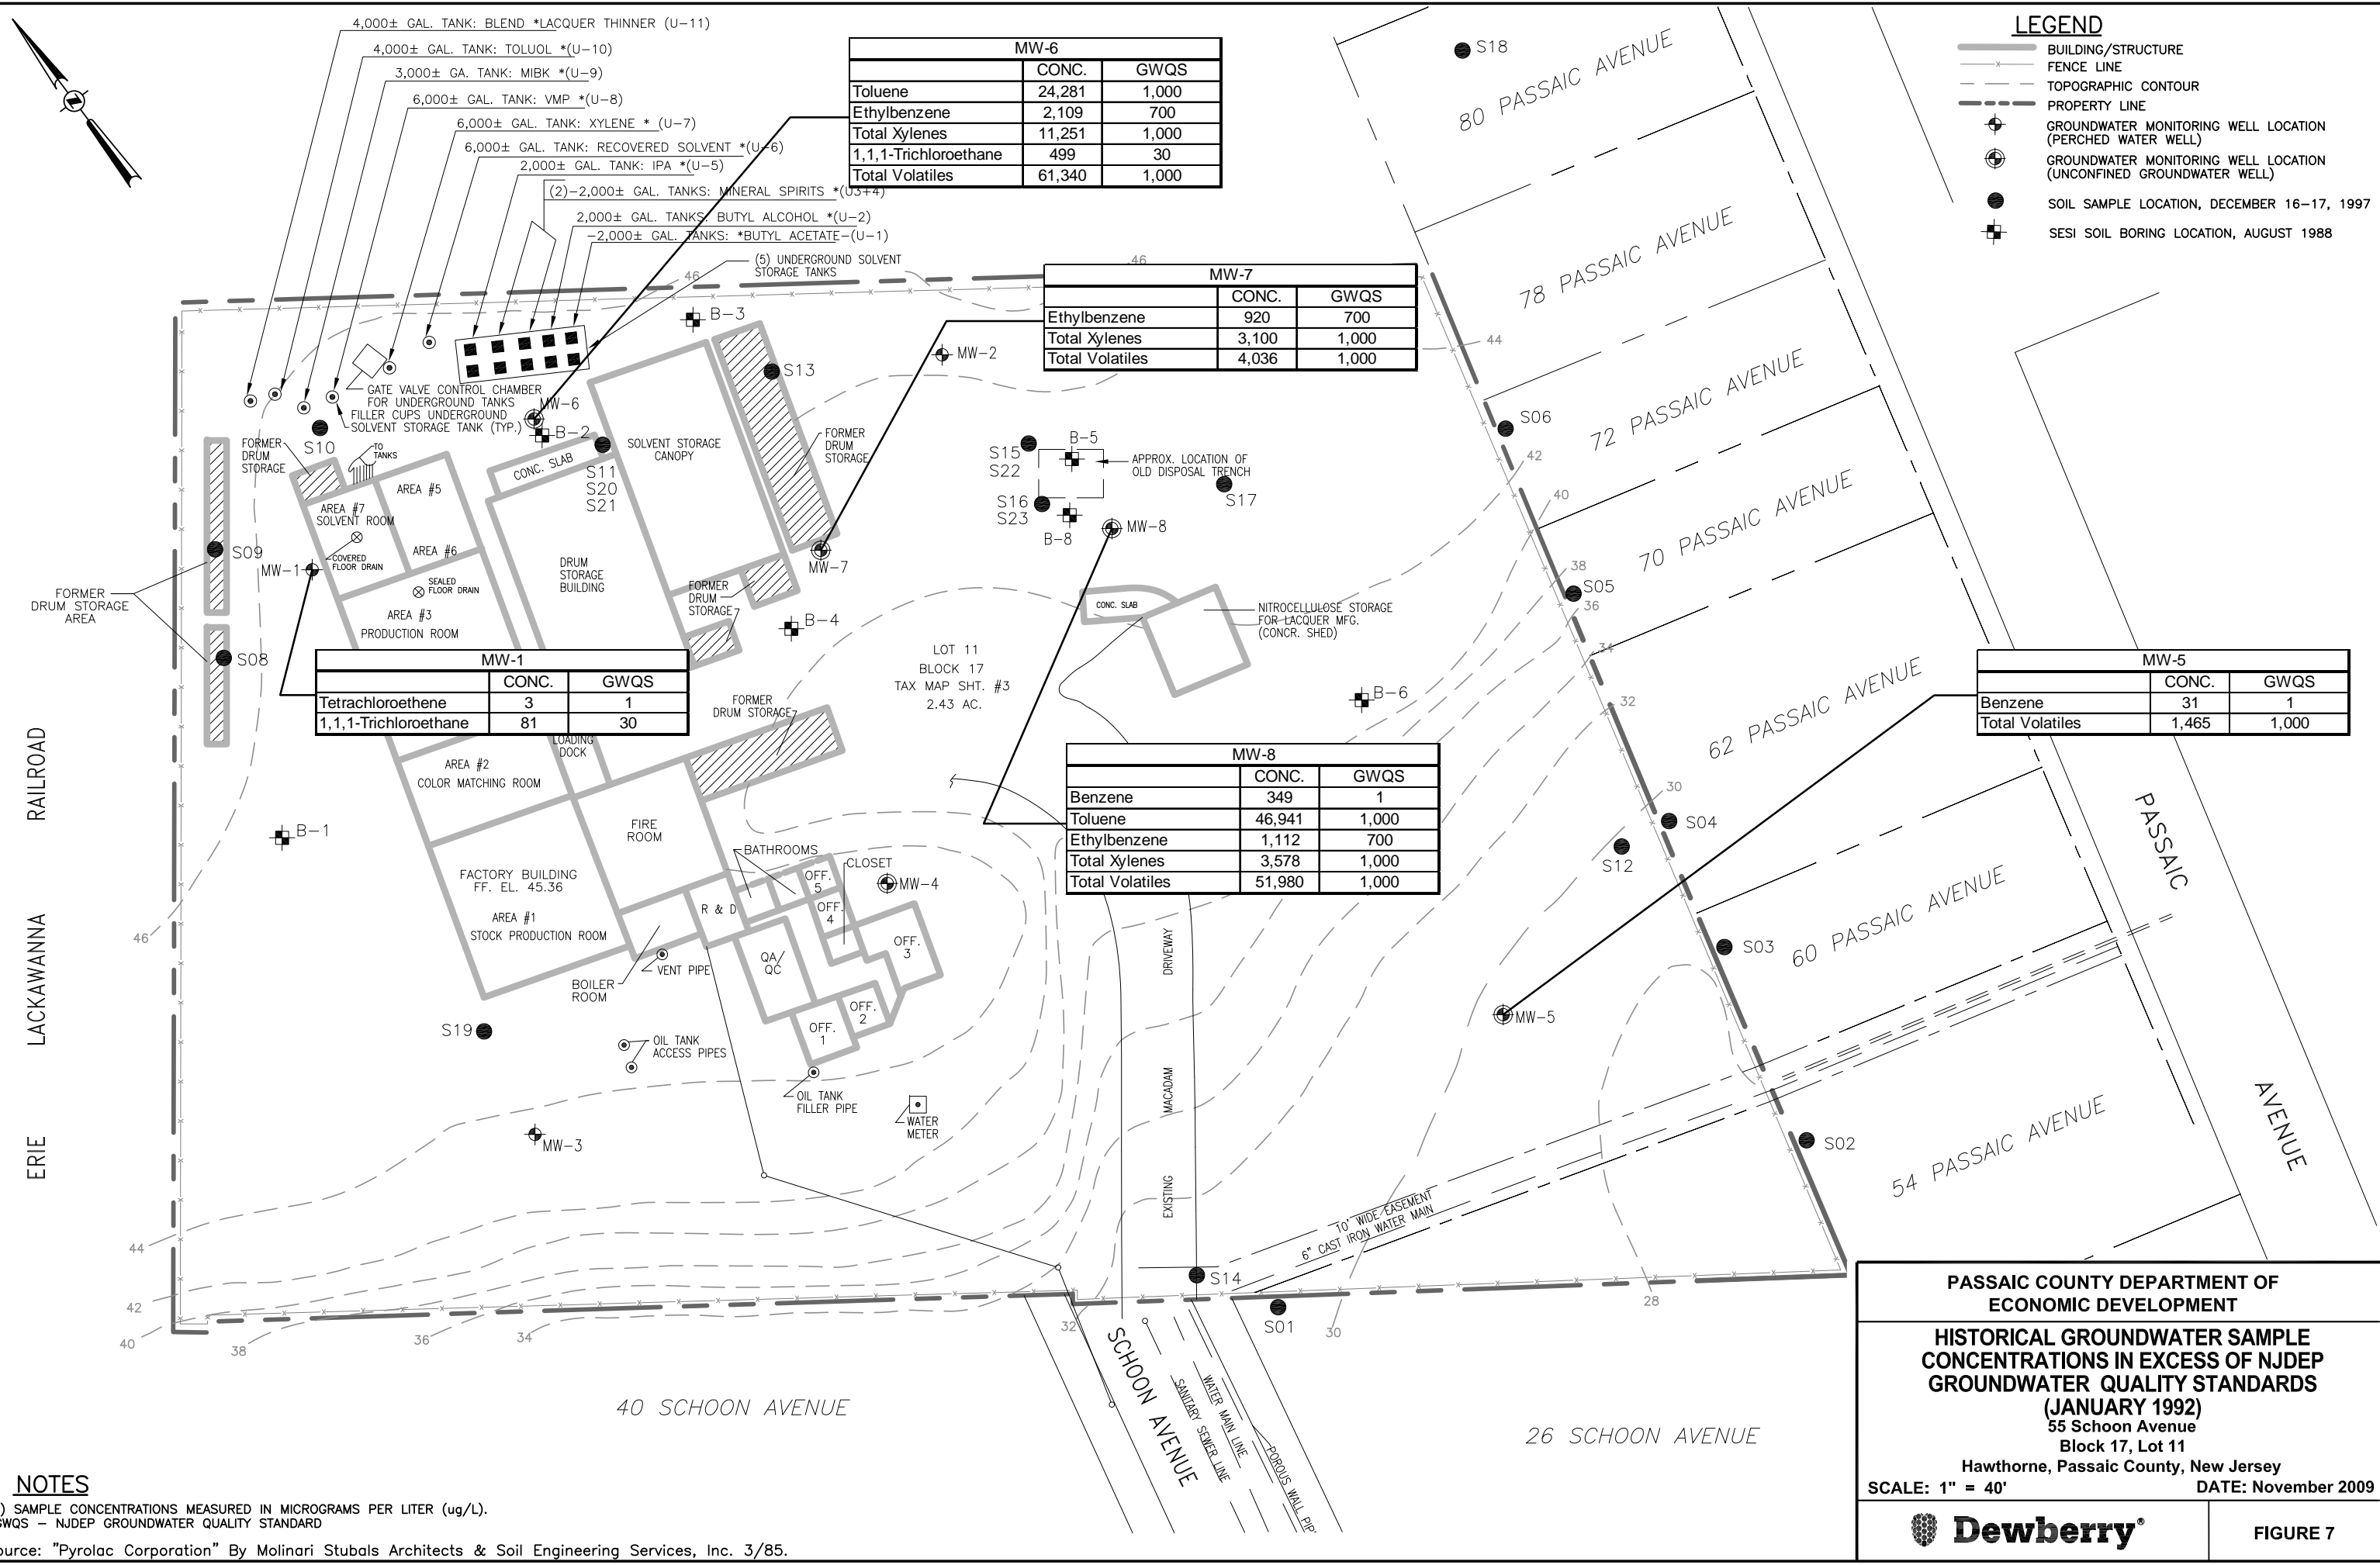 4,000± GAL. TANK: BLEND *LACQUER THINNER (U-11)
4,000± GAL. TANK: TOLUOL *(U-10)
3,000± GA. TANK: MIBK *(U-9)
6,000± GAL. TANK: VMP *(U-8)
6,000± GAL. TANK: XYLENE * (U-7)
6,000± GAL. TANK: RECOVERED SOLVENT *(U-6)
2,000± GAL. TANK: IPA *(U-5)
(2)-2,000± GAL. TANKS: MINERAL SPIRITS *(U3+4)
2,000± GAL. TANKS: BUTYL ALCOHOL *(U-2)
-2,000± GAL. TANKS: *BUTYL ACETATE-(U-1)
(5) UNDERGROUND SOLVENT
STORAGE TANKS
MW-6
CONC. GWQS
Toluene 24,281 1,000
Ethylbenzene 2,109 700
Total Xylenes 11,251 1,000
1,1,1-Trichloroethane 499 30
Total Volatiles 61,340 1,000
MW-7
CONC. GWQS
Ethylbenzene 920 700
Total Xylenes 3,100 1,000
Total Volatiles 4,036 1,000
LEGEND
BUILDING/STRUCTURE
FENCE LINE
TOPOGRAPHIC CONTOUR
PROPERTY LINE
GROUNDWATER MONITORING WELL LOCATION
(PERCHED WATER WELL)
GROUNDWATER MONITORING WELL LOCATION
(UNCONFINED GROUNDWATER WELL)
SOIL SAMPLE LOCATION, DECEMBER 16-17, 1997
SESI SOIL BORING LOCATION, AUGUST 1988
S18
80 PASSAIC AVENUE
78 PASSAIC AVENUE
72 PASSAIC AVENUE
70 PASSAIC AVENUE
62 PASSAIC AVENUE
60 PASSAIC AVENUE
54 PASSAIC AVENUE
PASSAIC
AVENUE
46
46
44
42
40
38
36
34
32
30
B-3
MW-2
S13
S06
GATE VALVE CONTROL CHAMBER
FOR UNDERGROUND TANKS
FILLER CUPS UNDERGROUND
SOLVENT STORAGE TANK (TYP.)
MW-6
B-2
S10
FORMER
DRUM
STORAGE
TO
TANKS
CONC. SLAB
S11
S20
S21
SOLVENT STORAGE
CANOPY
FORMER
DRUM
STORAGE
S15
S22
B-5
APPROX. LOCATION OF
OLD DISPOSAL TRENCH
S16
S23
B-8
S17
MW-8
AREA #5
AREA #7
SOLVENT ROOM
AREA #6
COVERED
FLOOR DRAIN
SEALED
FLOOR DRAIN
S09
MW-1
MW-7
DRUM
STORAGE
BUILDING
FORMER
DRUM
STORAGE
S05
FORMER
DRUM STORAGE
AREA
AREA #3
PRODUCTION ROOM
B-4
CONC. SLAB
NITROCELLULOSE STORAGE
FOR LACQUER MFG.
(CONCR. SHED)
S08
LOT 11
BLOCK 17
TAX MAP SHT. #3
2.43 AC.
B-6
MW-1
CONC. GWQS
Tetrachloroethene 3 1
1,1,1-Trichloroethane 81 30
MW-5
CONC. GWQS
Benzene 31 1
Total Volatiles 1,465 1,000
FORMER
DRUM STORAGE
LOADING
DOCK
AREA #2
COLOR MATCHING ROOM
MW-8
CONC. GWQS
Benzene 349 1
Toluene 46,941 1,000
Ethylbenzene 1,112 700
Total Xylenes 3,578 1,000
Total Volatiles 51,980 1,000
RAILROAD
LACKAWANNA
ERIE
B-1
FIRE
ROOM
BATHROOMS
CLOSET
MW-4
S04
S12
FACTORY BUILDING
FF. EL. 45.36
AREA #1
STOCK PRODUCTION ROOM
R & D
OFF.
5
OFF.
4
OFF.
3
QA/
QC
OFF.
2
OFF.
1
VENT PIPE
BOILER
ROOM
46
S03
S19
OIL TANK
ACCESS PIPES
OIL TANK
FILLER PIPE
WATER
METER
MW-3
MW-5
S02
DRIVEWAY
MACADAM
EXISTING
10' WIDE EASEMENT
6" CAST IRON WATER MAIN
S14
S01
44
42
40
38
36
34
32
30
28
SCHOON AVENUE
SANITARY SEWER LINE
WATER MAIN LINE
POROUS WALL PIP
40 SCHOON AVENUE
26 SCHOON AVENUE
NOTES
) SAMPLE CONCENTRATIONS MEASURED IN MICROGRAMS PER LITER (ug/L).
GWQS - NJDEP GROUNDWATER QUALITY STANDARD
ource: "Pyrolac Corporation" By Molinari Stubals Architects & Soil Engineering Services, Inc. 3/85.
PASSAIC COUNTY DEPARTMENT OF
ECONOMIC DEVELOPMENT
HISTORICAL GROUNDWATER SAMPLE
CONCENTRATIONS IN EXCESS OF NJDEP
GROUNDWATER QUALITY STANDARDS
(JANUARY 1992)
55 Schoon Avenue
Block 17, Lot 11
Hawthorne, Passaic County, New Jersey
SCALE: 1" = 40' DATE: November 2009
Dewberry®
FIGURE 7